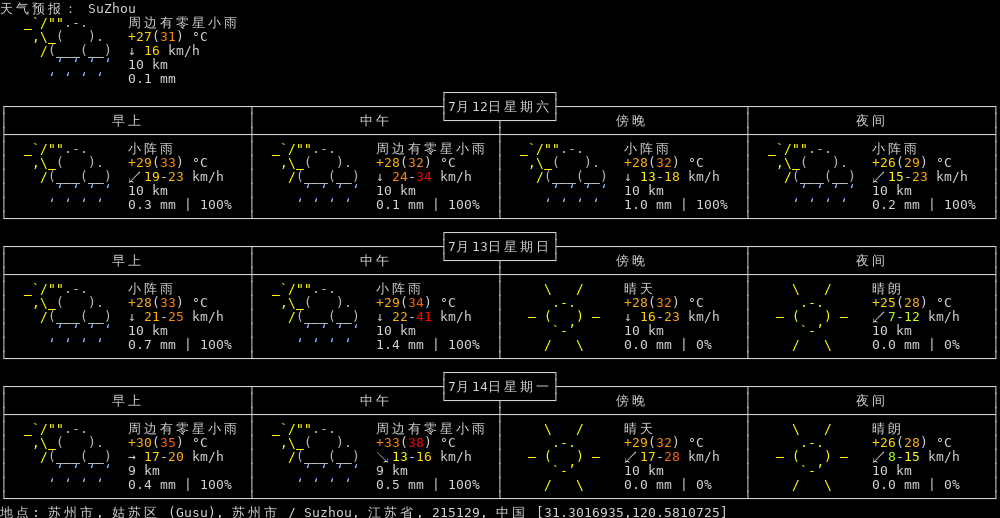 天气预报： SuZhou
周边有零星小雨
+27(31) °C
↓ 16 km/h
10 km
0.1 mm
7月12日星期六
早上 中午 傍晚 夜间
小阵雨 周边有零星小雨 小阵雨 小阵雨
+29(33) °C +28(32) °C +28(32) °C +26(29) °C
↙ 19-23 km/h ↓ 24-34 km/h ↓ 13-18 km/h ↙ 15-23 km/h
10 km 10 km 10 km 10 km
0.3 mm | 100% 0.1 mm | 100% 1.0 mm | 100% 0.2 mm | 100%
7月13日星期日
早上 中午 傍晚 夜间
小阵雨 小阵雨 晴天 晴朗
+28(33) °C +29(34) °C +28(32) °C +25(28) °C
↓ 21-25 km/h ↓ 22-41 km/h ↓ 16-23 km/h ↙ 7-12 km/h
10 km 10 km 10 km 10 km
0.7 mm | 100% 1.4 mm | 100% 0.0 mm | 0% 0.0 mm | 0%
7月14日星期一
早上 中午 傍晚 夜间
周边有零星小雨 周边有零星小雨 晴天 晴朗
+30(35) °C +33(38) °C +29(32) °C +26(28) °C
→ 17-20 km/h ↘ 13-16 km/h ↙ 17-28 km/h ↙ 8-15 km/h
9 km 9 km 10 km 10 km
0.4 mm | 100% 0.5 mm | 100% 0.0 mm | 0% 0.0 mm | 0%
地点: 苏州市, 姑苏区 (Gusu), 苏州市 / Suzhou, 江苏省, 215129, 中国 [31.3016935,120.5810725]